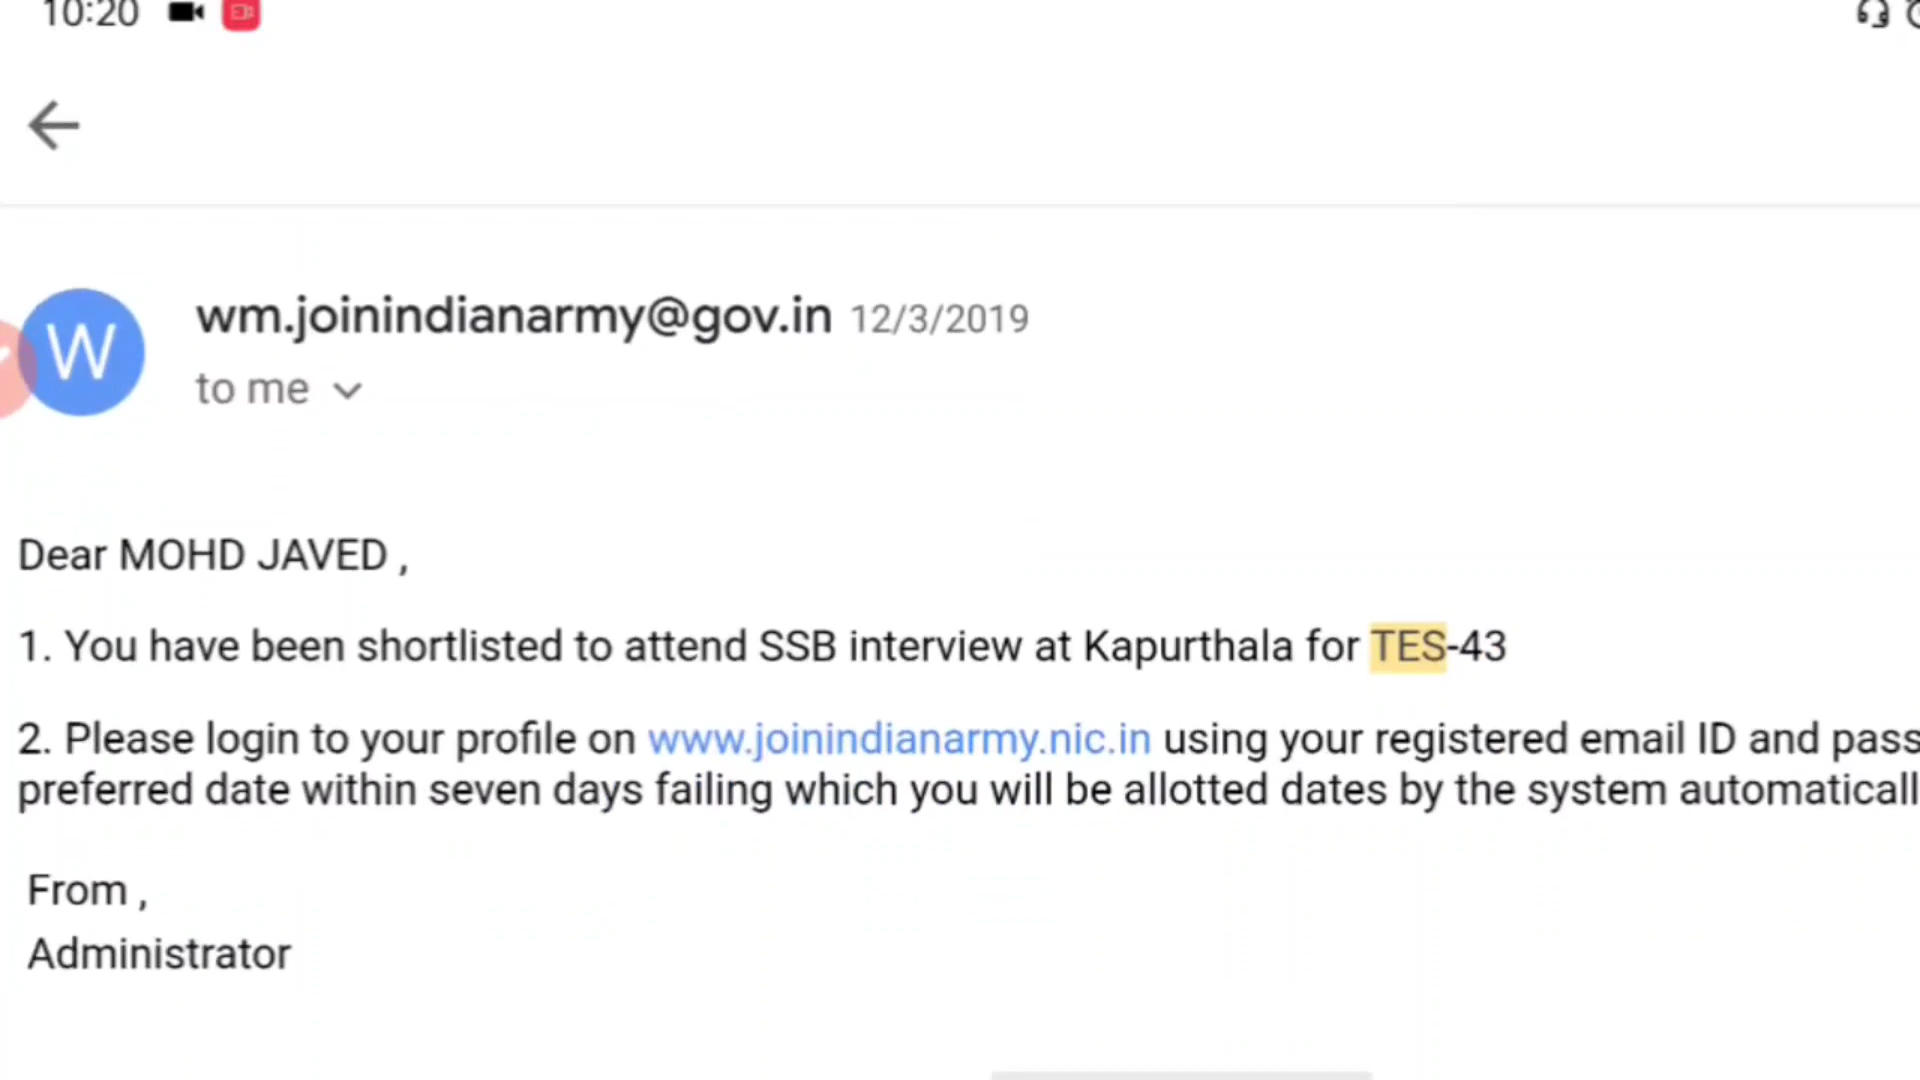 10:20
W
wm.joinindianarmy@gov.in 12/3/2019
to me
Dear MOHD JAVED ,
1. You have been shortlisted to attend SSB interview at Kapurthala for TES-43
2. Please login to your profile on www.joinindianarmy.nic.in using your registered email ID and pass
preferred date within seven days failing which you will be allotted dates by the system automaticall
From ,
Administrator